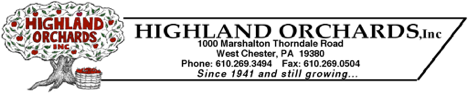 HIGHLAND
ORCHARDS
INC
HIGHLAND ORCHARDS,Inc
1000 Marshalton Thorndale Road
West Chester, PA 19380
Phone: 610.269.3494 Fax: 610.269.0504
Since 1941 and still growing...